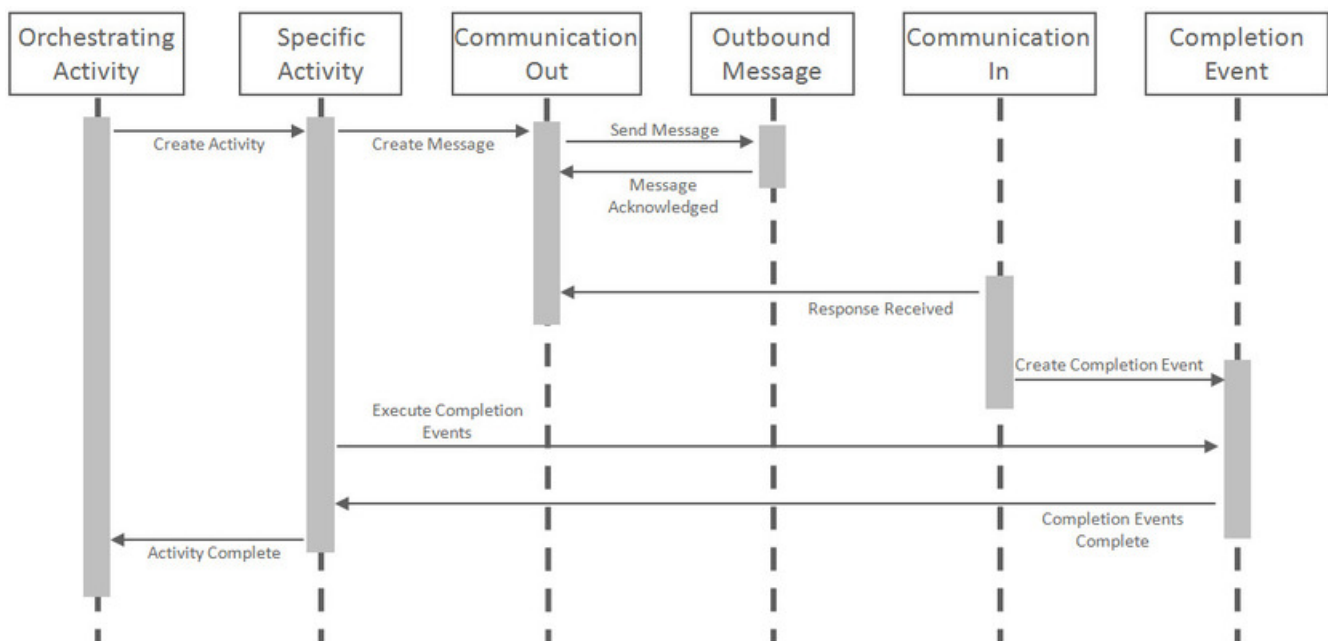 Orchestrating
Activity
Specific
Activity
Communication
Out
Outbound
Message
Communication
In
Completion
Event
Create Activity
Create Message
Send Message
Message
Acknowledged
Response Received
Create Completion Event
Execute Completion
Events
Completion Events
Complete
Activity Complete